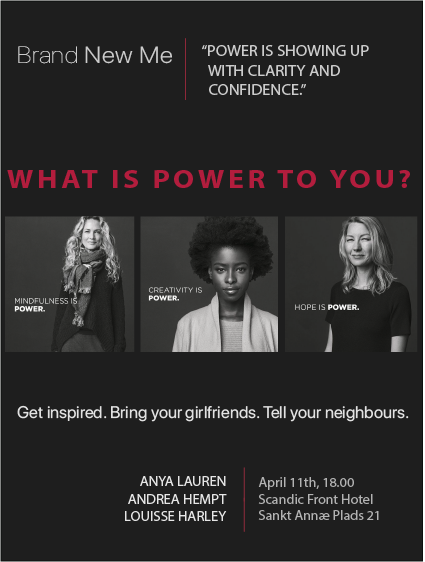 Brand New Me
“POWER IS SHOWING UP
WITH CLARITY AND
CONFIDENCE.”
WHAT IS POWER TO YOU?
MINDFULNESS IS
POWER.
CREATIVITY IS
POWER.
HOPE IS POWER.
Get inspired. Bring your girlfriends. Tell your neighbours.
ANYA LAUREN
ANDREA HEMPT
LOUISSE HARLEY
April 11th, 18.00
Scandic Front Hotel
Sankt Annæ Plads 21